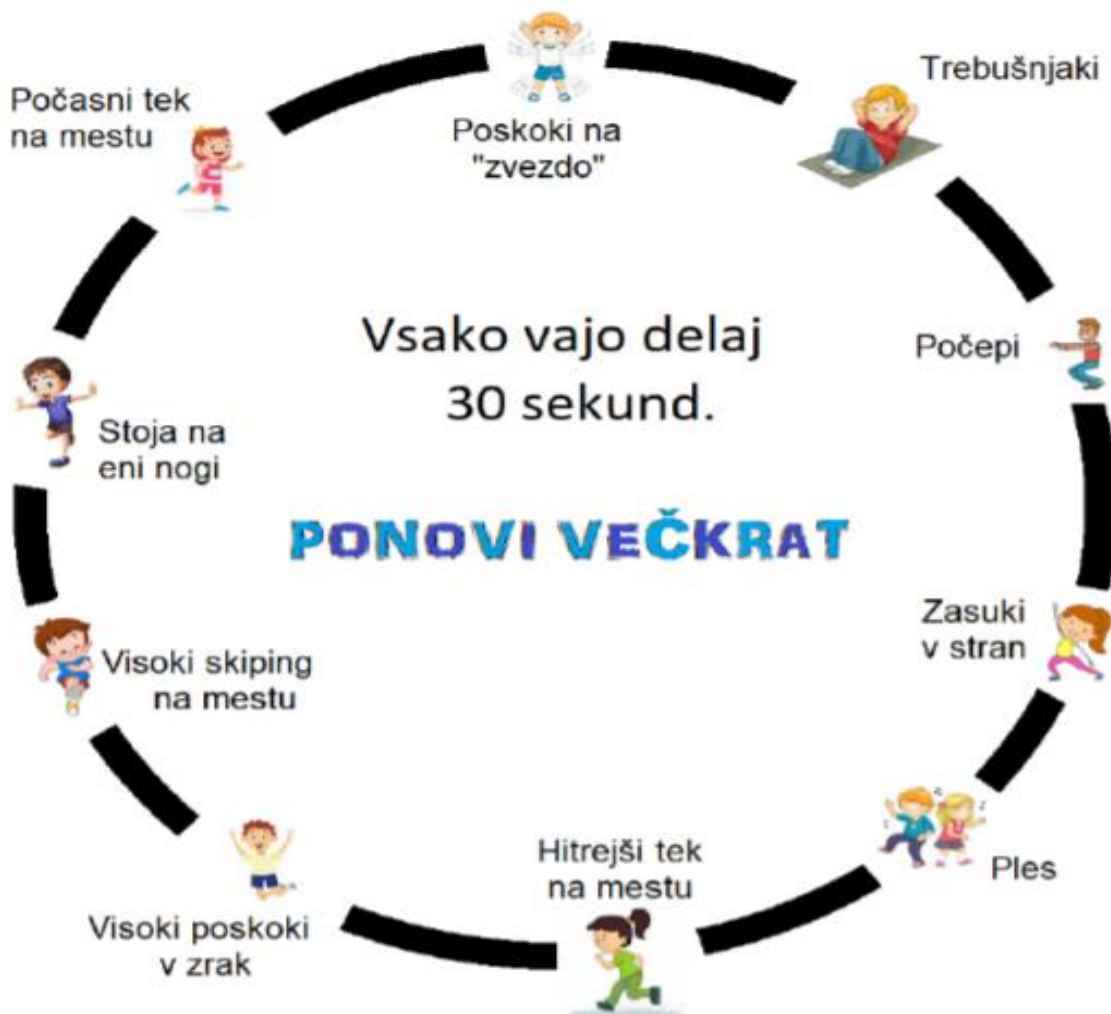 Poskoki na
"zvezdo"
Trebušnjaki
Počepi
Zasuki
v stran
Ples
Hitrejši tek
na mestu
Visoki poskoki
v zrak
Visoki skiping
na mestu
Stoja na
eni nogi
Počasni tek
na mestu
Vsako vajo delaj
30 sekund.
PONOVI VEČKRAT